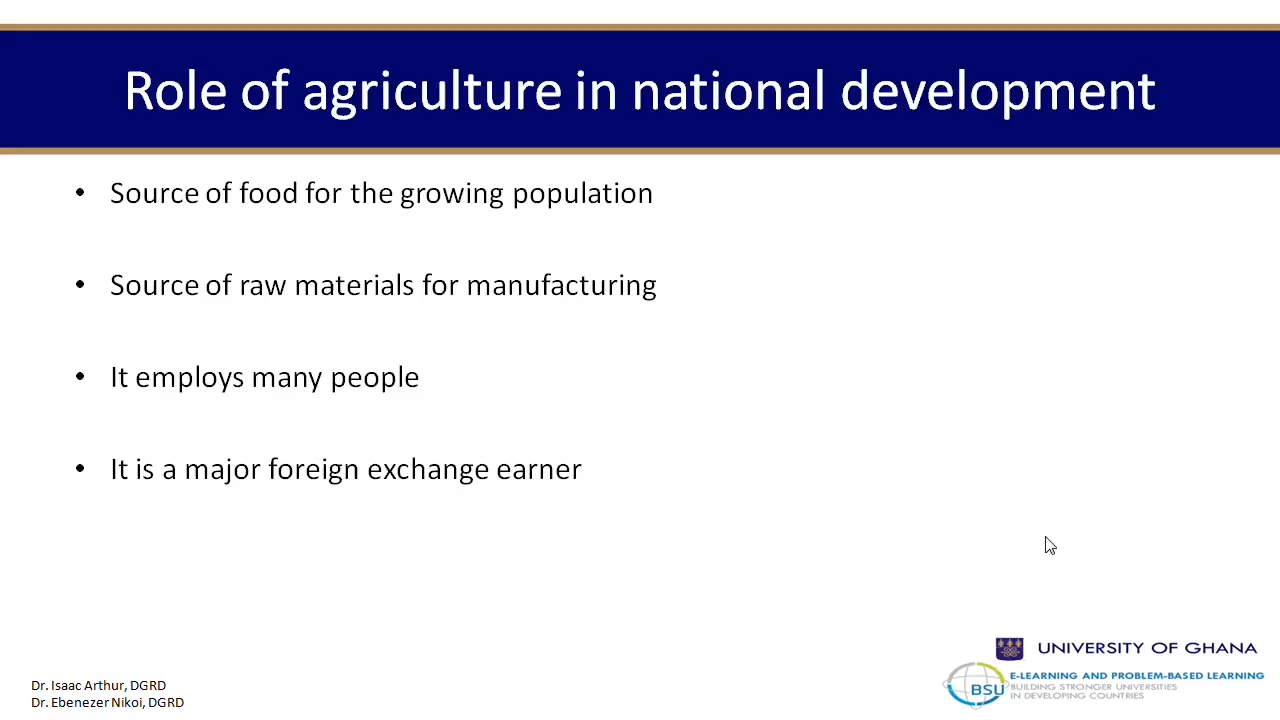 Role of agriculture in national development
• Source of food for the growing population
• Source of raw materials for manufacturing
• It employs many people
• It is a major foreign exchange earner
UNIVERSITY OF GHANA
BSU
E-LEARNING AND PROBLEM-BASED LEARNING
BUILDING STRONGER UNIVERSITIES
IN DEVELOPING COUNTRIES
Dr. Isaac Arthur, DGRD
Dr. Ebenezer Nikoi, DGRD